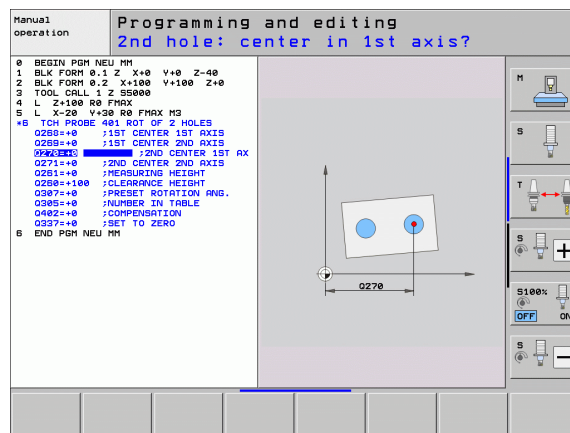 Manual
operation
Programming and editing
2nd hole: center in 1st axis?
0 BEGIN PGM NEU MM
1 BLK FORM 0.1 Z X+0 Y+0 Z-40
2 BLK FORM 0.2 X+100 Y+100 Z+0
3 TOOL CALL 1 Z S5000
4 L Z+100 R0 FMAX
5 L X-20 Y+30 R0 FMAX M3
*6 TCH PROBE 401 ROT OF 2 HOLES
Q268=+0 ;1ST CENTER 1ST AXIS
Q269=+0 ;1ST CENTER 2ND AXIS
Q270=+0 ;2ND CENTER 1ST AX
Q271=+0 ;2ND CENTER 2ND AXIS
Q261=+0 ;MEASURING HEIGHT
Q260=+100 ;CLEARANCE HEIGHT
Q307=+0 ;PRESET ROTATION ANG.
Q305=+0 ;NUMBER IN TABLE
Q402=+0 ;COMPENSATION
Q337=+0 ;SET TO ZERO
6 END PGM NEU MM
Q270
M
S
T
S
+
S100%
OFF ON
S
–